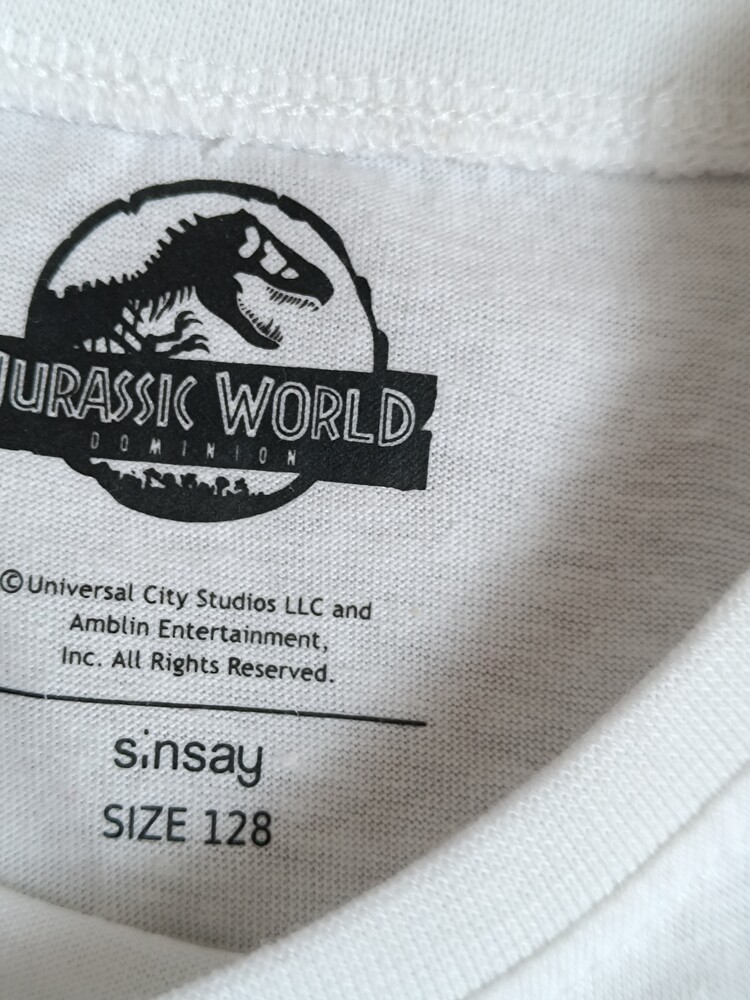 JURASSIC WORLD
DOMINION
©Universal City Studios LLC and
Amblin Entertainment,
Inc. All Rights Reserved.
sinsay
SIZE 128